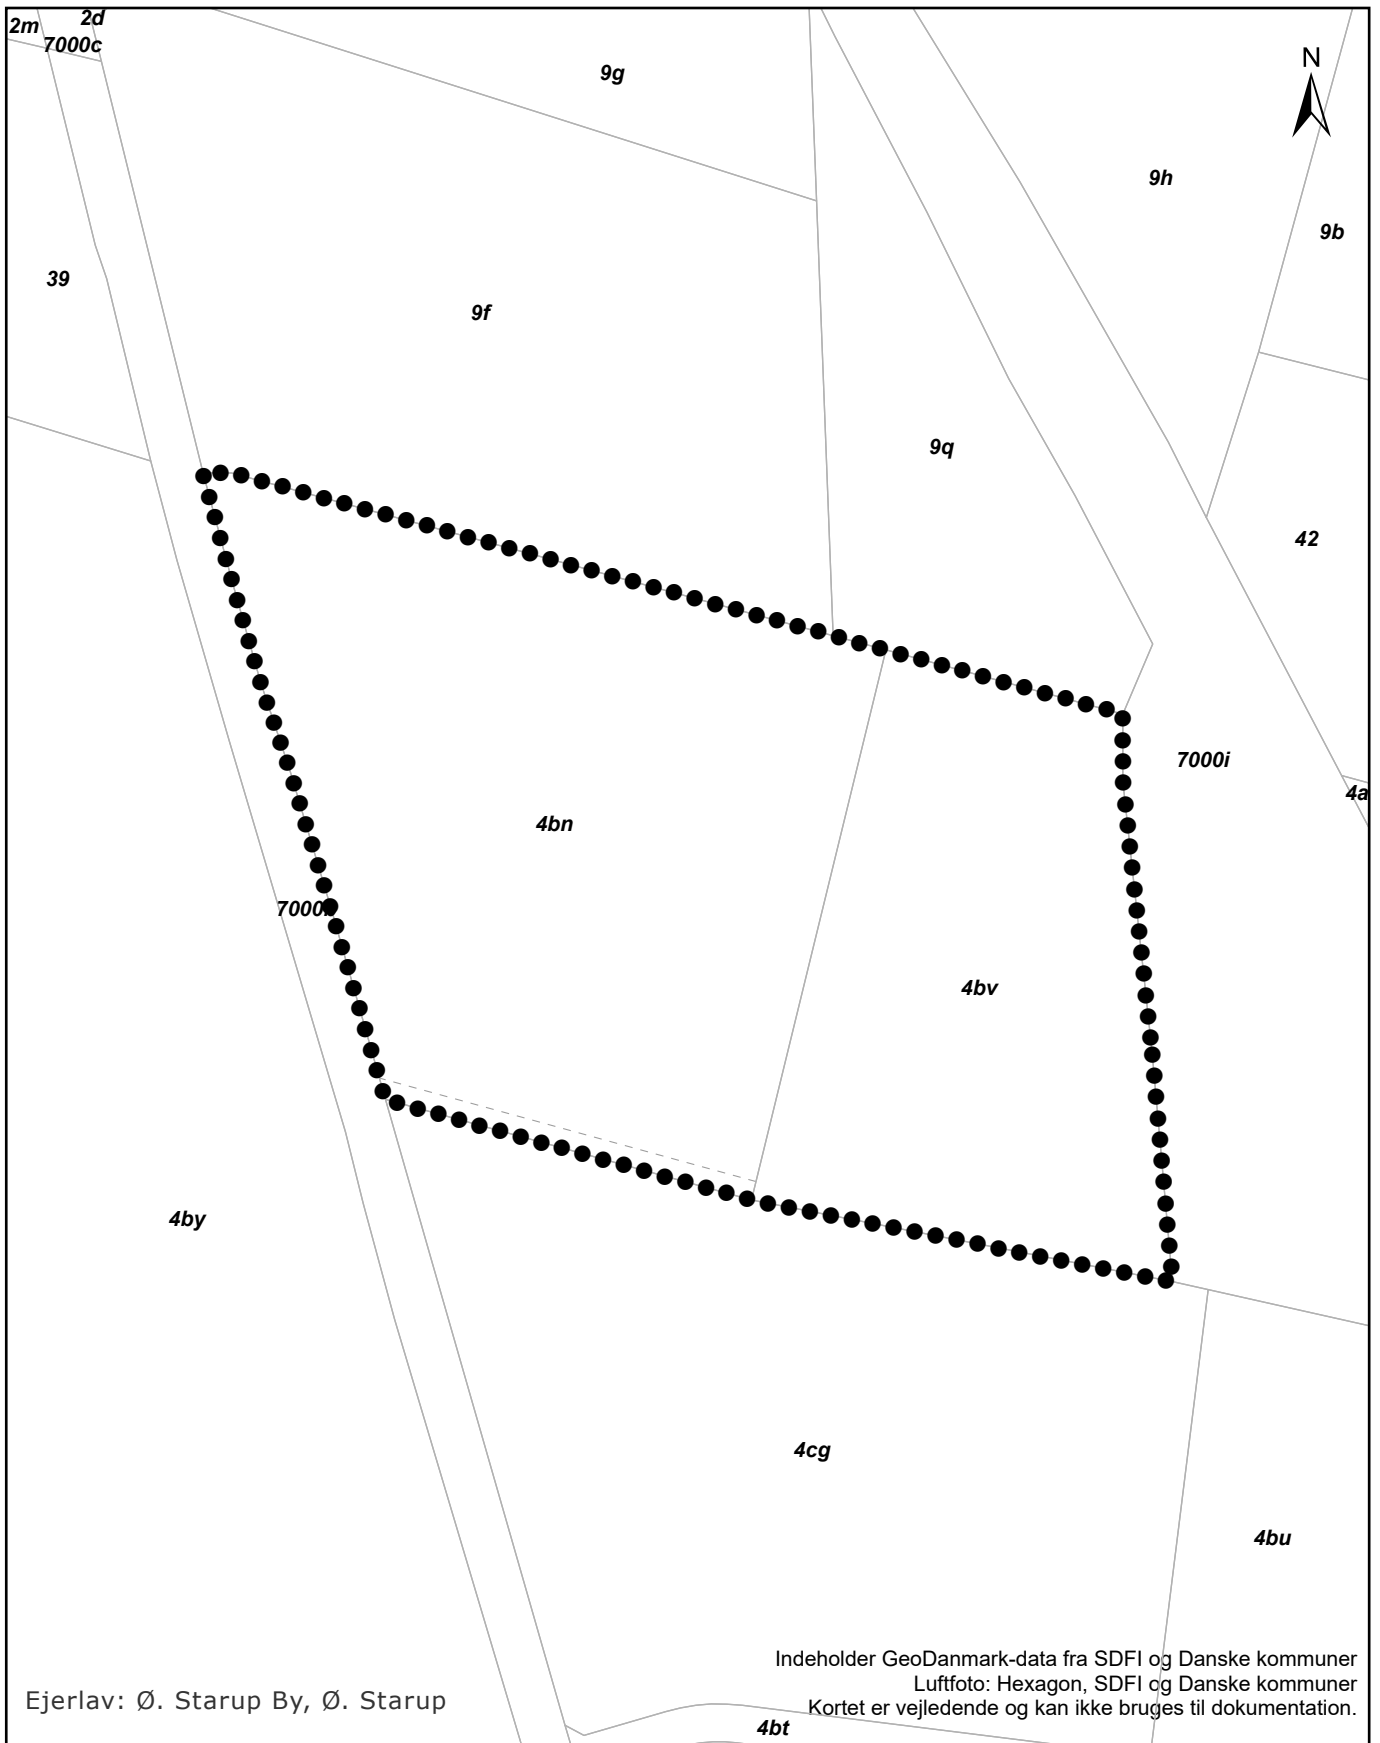 2m
2d
7000c
9g
N
9h
9b
39
9f
9q
42
7000i
4a
4bn
4bv
4by
4cg
4bu
Indeholder GeoDanmark-data fra SDFI og Danske kommuner
Luftfoto: Hexagon, SDFI og Danske kommuner
Kortet er vejledende og kan ikke bruges til dokumentation.
Ejerlav: Ø. Starup By, Ø. Starup
4bt